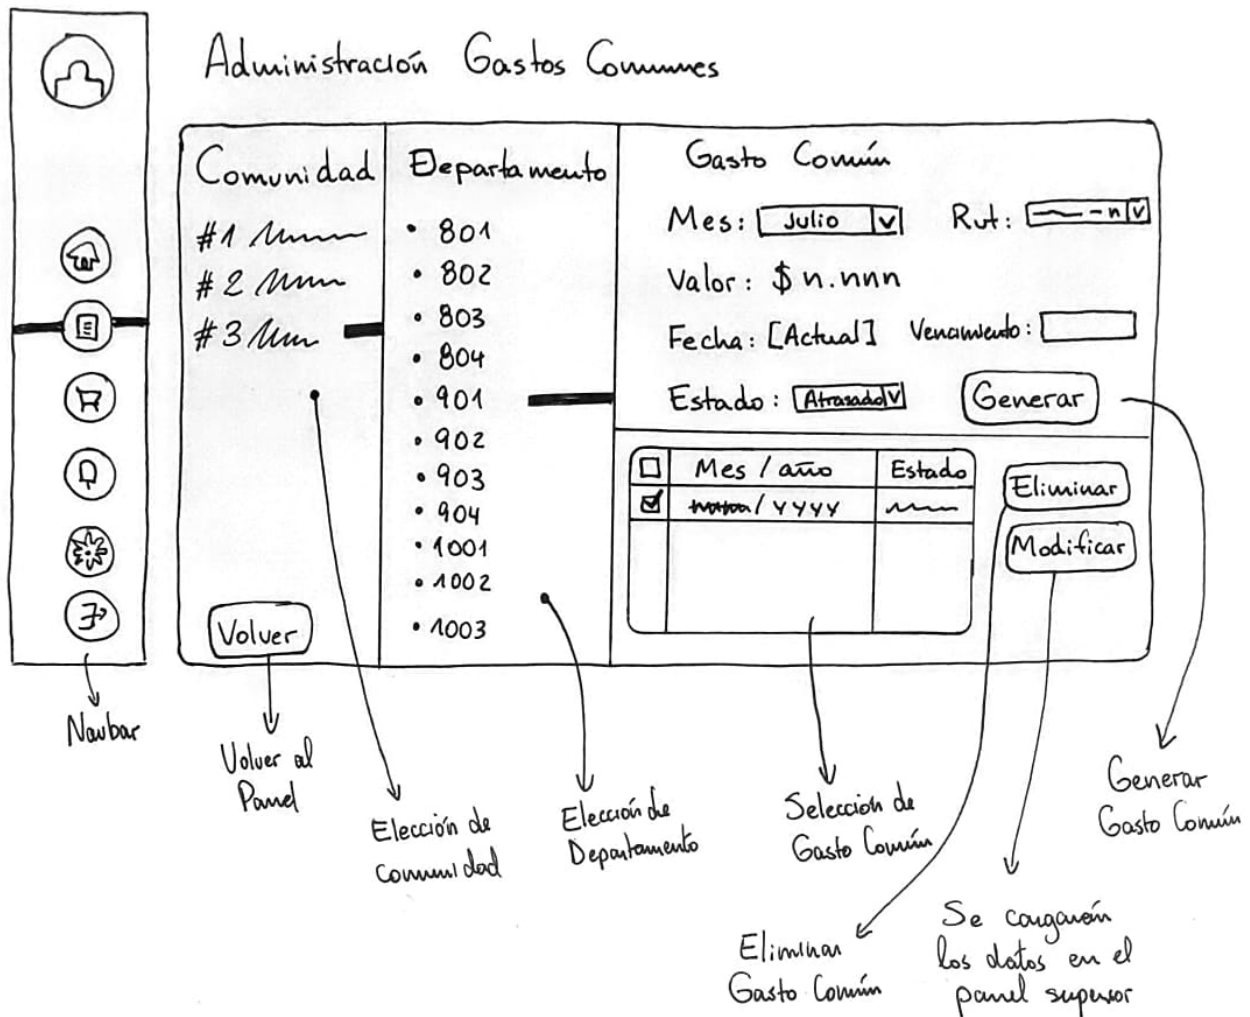 Administración Gastos Comunes
Comunidad
#1
#2
#3
Volver
Departamento
• 801
• 802
• 803
• 804
• 901
• 902
• 903
• 904
• 1001
• 1002
• 1003
Gasto Común
Mes: Julio V Rut: - n V
Valor: $ n.nnn
Fecha: [Actual] Vencimiento:
Estado: Atrasado V Generar
Mes / año Estado
/ YYYY
Eliminar
Modificar
Navbar
Volver al
Panel
Elección de
comunidad
Elección de
Departamento
Selección de
Gasto Común
Eliminar
Gasto Común
Se cargarán
los datos en el
panel superior
Generar
Gasto Común